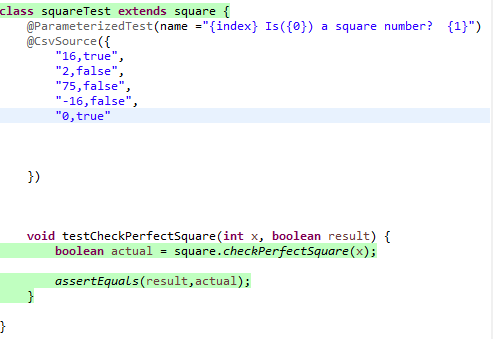 class squareTest extends square {
@ParameterizedTest(name ="{index} Is({0}) a square number?  {1}")
@CsvSource({
"16,true",
"2,false",
"75,false",
"-16,false",
"0,true"
})
void testCheckPerfectSquare(int x, boolean result) {
boolean actual = square.checkPerfectSquare(x);
assertEquals(result,actual);
}
}